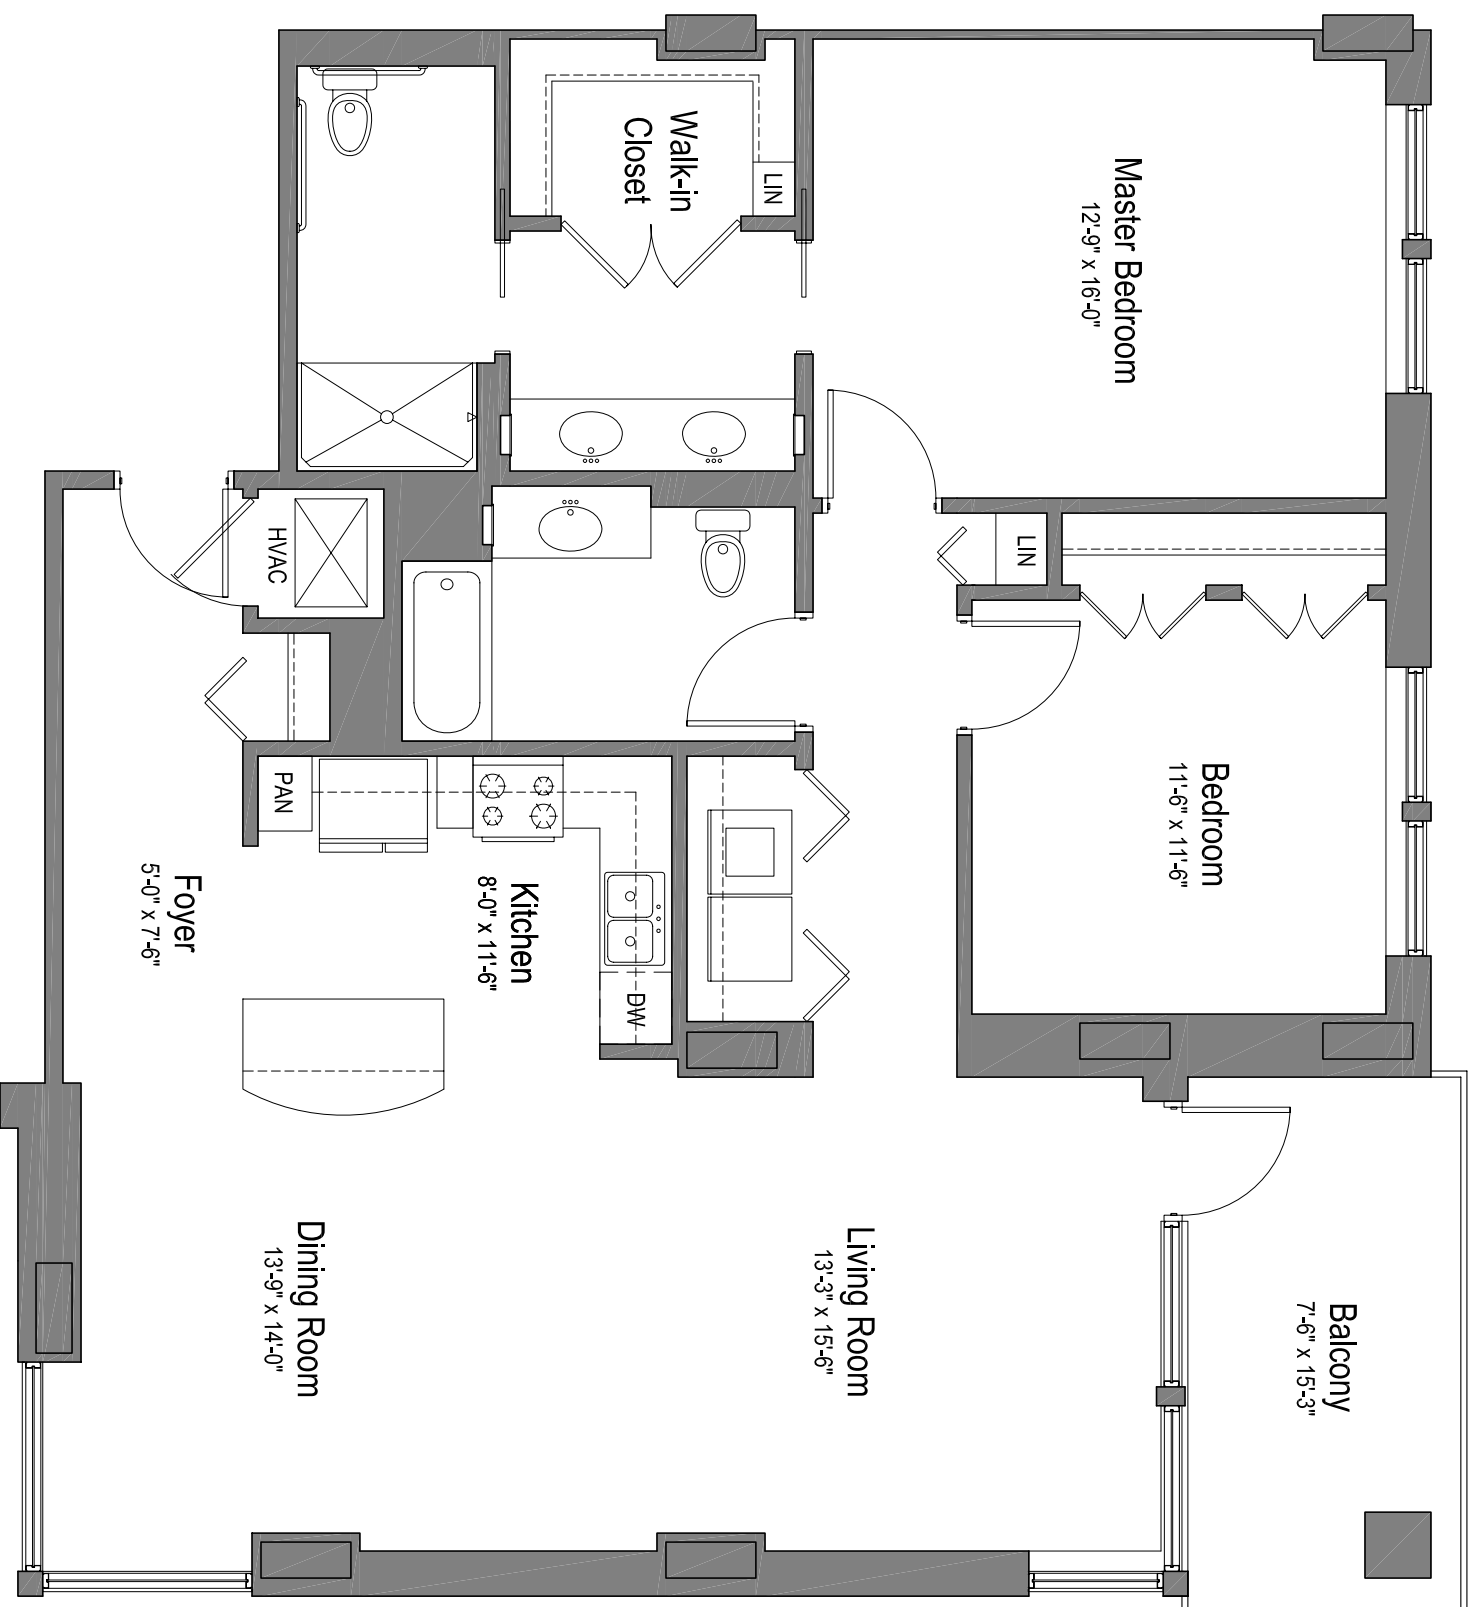 Walk-in
Closet
LIN
Master Bedroom
12'-9" x 16'-0"
HVAC
LIN
PAN
Bedroom
11'-6" x 11'-6"
Foyer
5'-0" x 7'-6"
Kitchen
8'-0" x 11'-6"
DW
Dining Room
13'-9" x 14'-0"
Living Room
13'-3" x 15'-6"
Balcony
7'-6" x 15'-3"